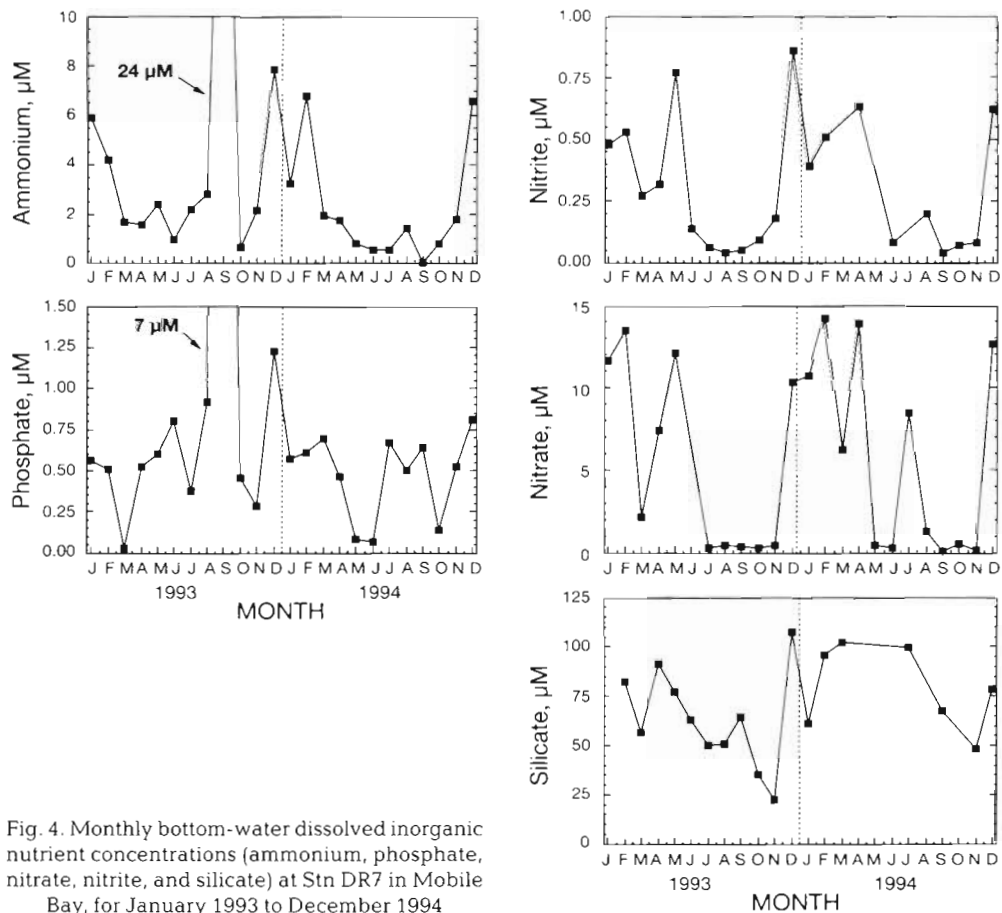 Ammonium, µM
10
8
6
4
2
0
24 µM
J F M A M J J A S O N D J F M A M J J A S O N D
Phosphate, µM
1.50
1.25
1.00
0.75
0.50
0.25
0.00
7 µM
J F M A M J J A S O N D J F M A M J J A S O N D
1993 1994
MONTH
Nitrite, µM
1.00
0.75
0.50
0.25
0.00
J F M A M J J A S O N D J F M A M J J A S O N D
Nitrate, µM
15
10
5
0
J F M A M J J A S O N D J F M A M J J A S O N D
Silicate, µM
125
100
75
50
25
0
J F M A M J J A S O N D J F M A M J J A S O N D
1993 1994
MONTH
Fig. 4. Monthly bottom-water dissolved inorganic
nutrient concentrations (ammonium, phosphate,
nitrate, nitrite, and silicate) at Stn DR7 in Mobile
Bay, for January 1993 to December 1994